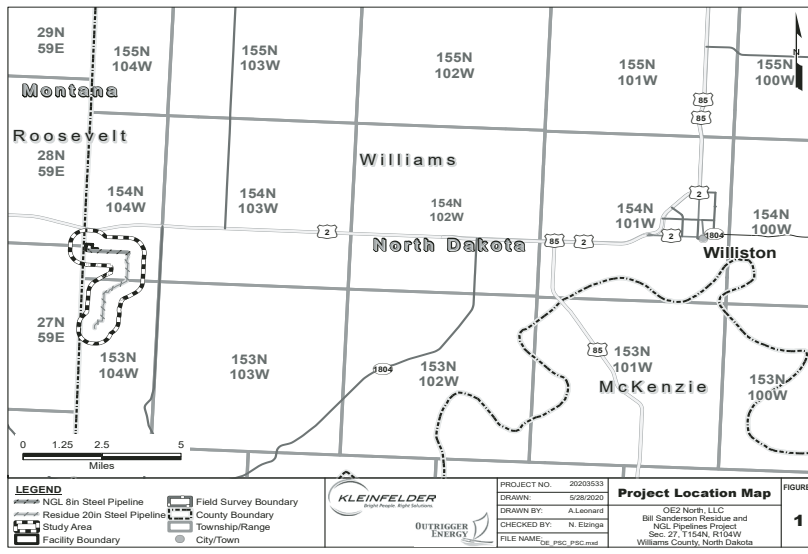 29N
59E
155N
104W
155N
103W
155N
102W
155N
101W
155N
100W
N
Montana
85
85
Roosevelt
28N
59E
Williams
154N
104W
154N
103W
154N
102W
154N
101W
154N
100W
2
2
North Dakota
85
2
2
1804
Williston
27N
59E
153N
104W
153N
103W
1804
153N
102W
85
153N
101W
McKenzie
153N
100W
0 1.25 2.5 5
Miles
LEGEND
NGL 8in Steel Pipeline
Residue 20in Steel Pipeline
Study Area
Facility Boundary
Field Survey Boundary
County Boundary
Township/Range
City/Town
KLEINFELDER
Bright People. Right Solutions.
OUTRIGGER
ENERGY
PROJECT NO. 20203533
DRAWN: 5/28/2020
DRAWN BY: A.Leonard
CHECKED BY: N. Elzinga
FILE NAME: OE_PSC_PSC.mxd
Project Location Map
OE2 North, LLC
Bill Sanderson Residue and
NGL Pipelines Project
Sec. 27, T154N, R104W
Williams County, North Dakota
FIGURE
1